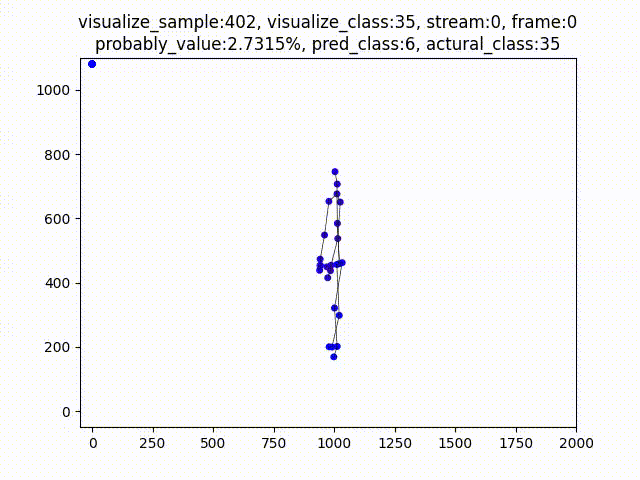 visualize_sample:402, visualize_class:35, stream:0, frame:0
probably_value:2.7315%, pred_class:6, actural_class:35
1000
800
600
400
200
0
0 250 500 750 1000 1250 1500 1750 2000